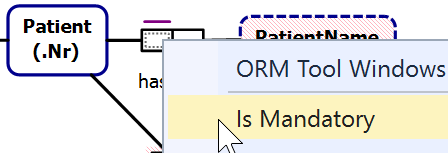 Patient
(.Nr)
PatientName
has
ORM Tool Windows
Is Mandatory